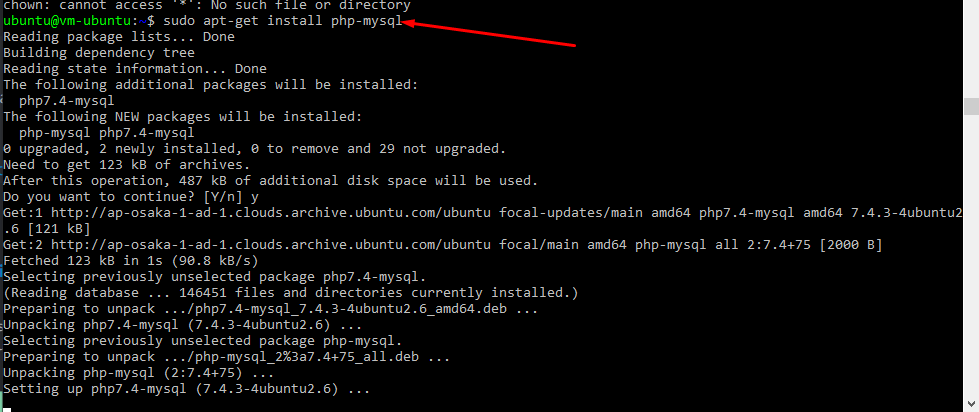 chown: cannot access '*': No such file or directory
ubuntu@vm-ubuntu:~$ sudo apt-get install php-mysql
Reading package lists... Done
Building dependency tree
Reading state information... Done
The following additional packages will be installed:
  php7.4-mysql
The following NEW packages will be installed:
  php-mysql php7.4-mysql
0 upgraded, 2 newly installed, 0 to remove and 29 not upgraded.
Need to get 123 kB of archives.
After this operation, 487 kB of additional disk space will be used.
Do you want to continue? [Y/n] y
Get:1 http://ap-osaka-1-ad-1.clouds.archive.ubuntu.com/ubuntu focal-updates/main amd64 php7.4-mysql amd64 7.4.3-4ubuntu2
.6 [121 kB]
Get:2 http://ap-osaka-1-ad-1.clouds.archive.ubuntu.com/ubuntu focal/main amd64 php-mysql all 2:7.4+75 [2000 B]
Fetched 123 kB in 1s (90.8 kB/s)
Selecting previously unselected package php7.4-mysql.
(Reading database ... 146451 files and directories currently installed.)
Preparing to unpack .../php7.4-mysql_7.4.3-4ubuntu2.6_amd64.deb ...
Unpacking php7.4-mysql (7.4.3-4ubuntu2.6) ...
Selecting previously unselected package php-mysql.
Preparing to unpack .../php-mysql_2%3a7.4+75_all.deb ...
Unpacking php-mysql (2:7.4+75) ...
Setting up php7.4-mysql (7.4.3-4ubuntu2.6) ...